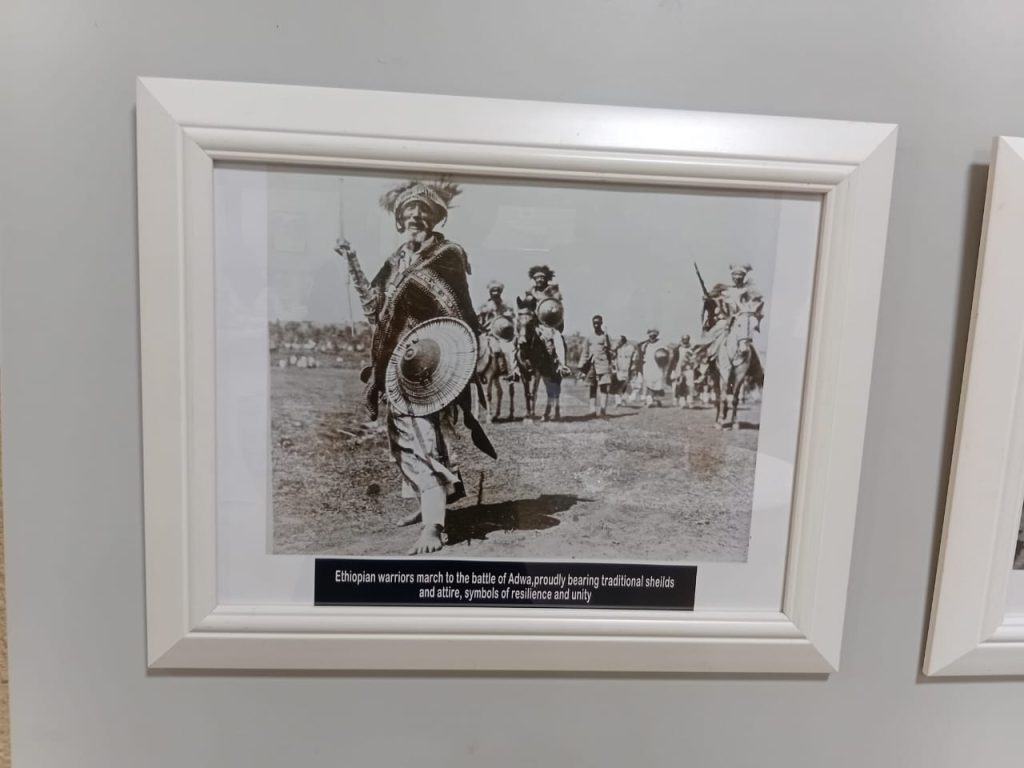 Ethiopian warriors march to the battle of Adwa,proudly bearing traditional sheilds
and attire, symbols of resilience and unity